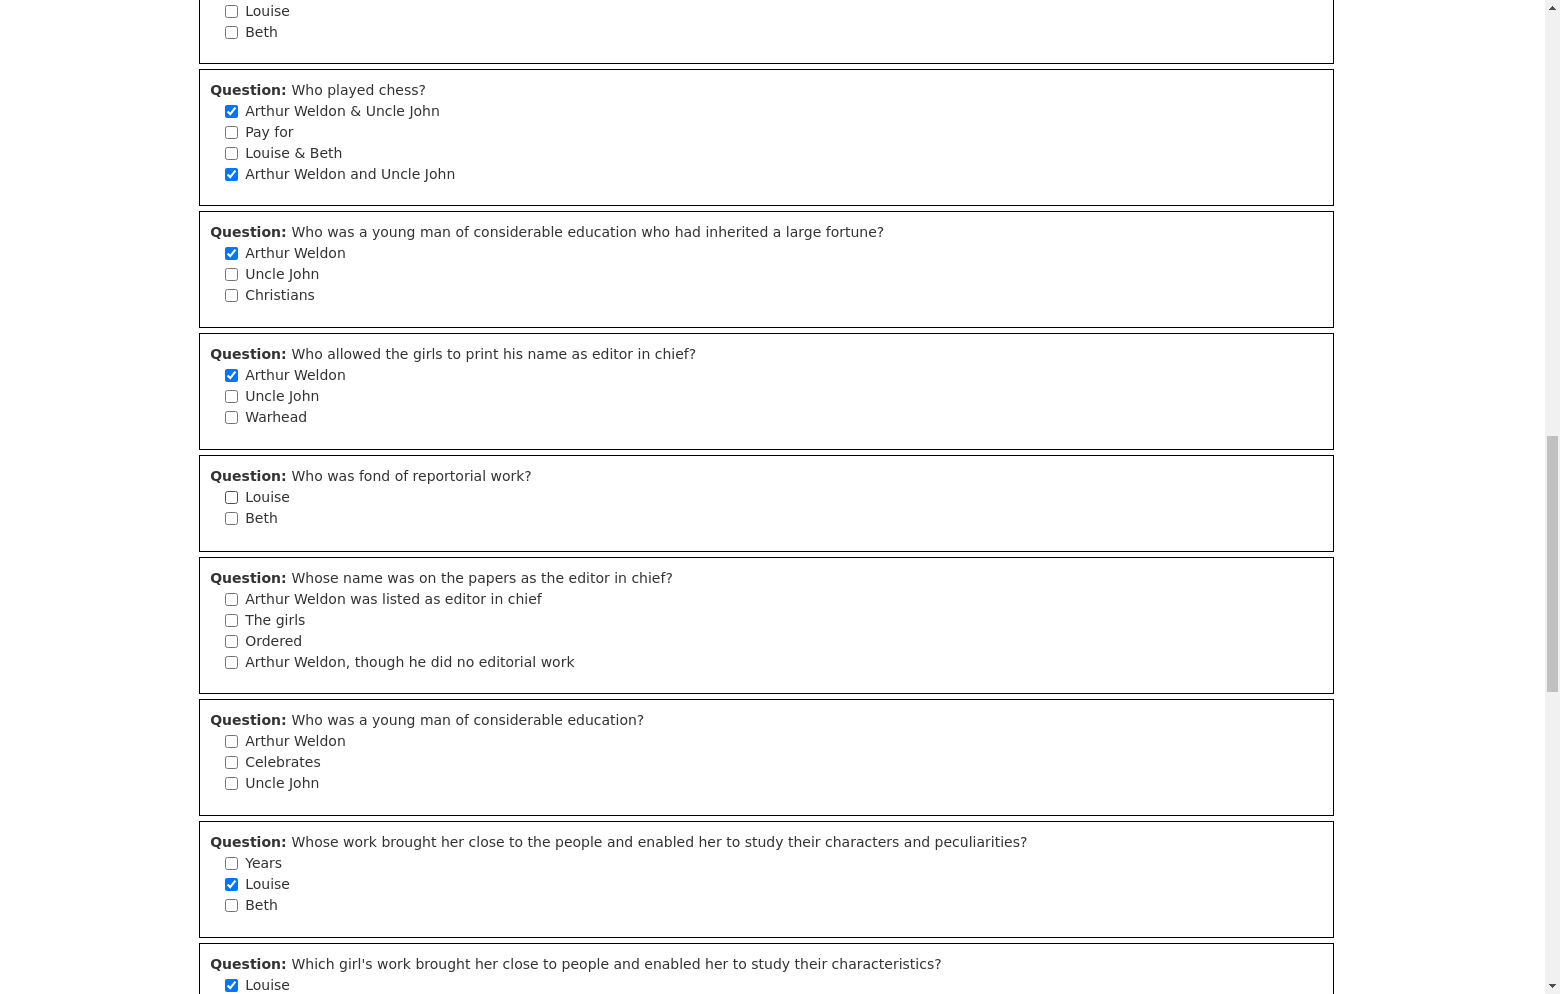 Louise
Beth
Question: Who played chess?
Arthur Weldon & Uncle John
Pay for
Louise & Beth
Arthur Weldon and Uncle John
Question: Who was a young man of considerable education who had inherited a large fortune?
Arthur Weldon
Uncle John
Christians
Question: Who allowed the girls to print his name as editor in chief?
Arthur Weldon
Uncle John
Warhead
Question: Who was fond of reportorial work?
Louise
Beth
Question: Whose name was on the papers as the editor in chief?
Arthur Weldon was listed as editor in chief
The girls
Ordered
Arthur Weldon, though he did no editorial work
Question: Who was a young man of considerable education?
Arthur Weldon
Celebrates
Uncle John
Question: Whose work brought her close to the people and enabled her to study their characters and peculiarities?
Years
Louise
Beth
Question: Which girl's work brought her close to people and enabled her to study their characteristics?
Louise